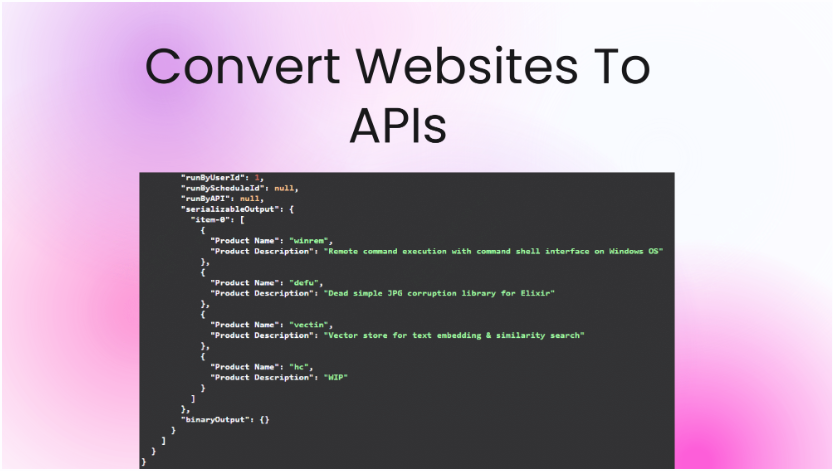 Convert Websites To
APIs
"runByUserId": 1,
"runByScheduleId": null,
"runByAPI": null,
"serializableOutput": {
"item-0": [
{
"Product Name": "winrem",
"Product Description": "Remote command execution with command shell interface on Windows OS"
},
{
"Product Name": "defu",
"Product Description": "Dead simple JPG corruption library for Elixir"
},
{
"Product Name": "vectin",
"Product Description": "Vector store for text embedding & similarity search"
},
{
"Product Name": "hc",
"Product Description": "WIP"
}
]
},
"binaryOutput": {}
}
]
}
}